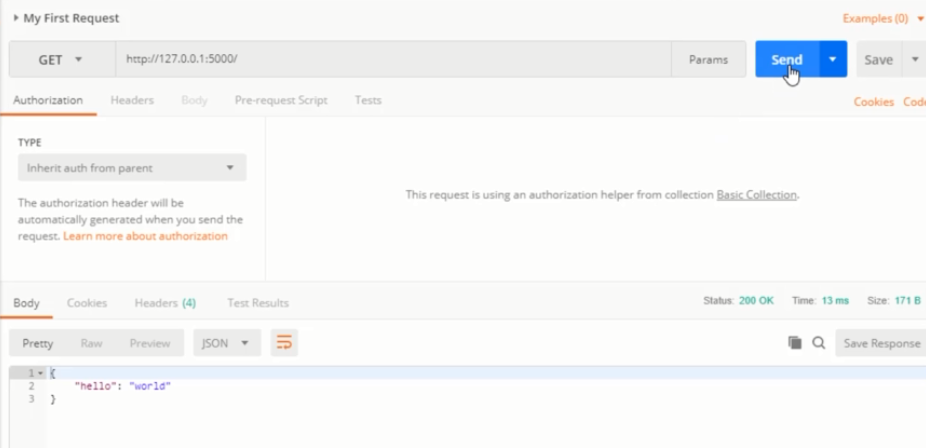 My First Request
Examples (0)
GET http://127.0.0.1:5000/ Params Send Save
Authorization Headers Body Pre-request Script Tests Cookies Code
TYPE
Inherit auth from parent
This request is using an authorization helper from collection Basic Collection.
The authorization header will be
automatically generated when you send the
request. Learn more about authorization
Body Cookies Headers (4) Test Results Status: 200 OK Time: 13 ms Size: 171 B
Pretty Raw Preview JSON Save Response
1 {
2 "hello": "world"
3 }